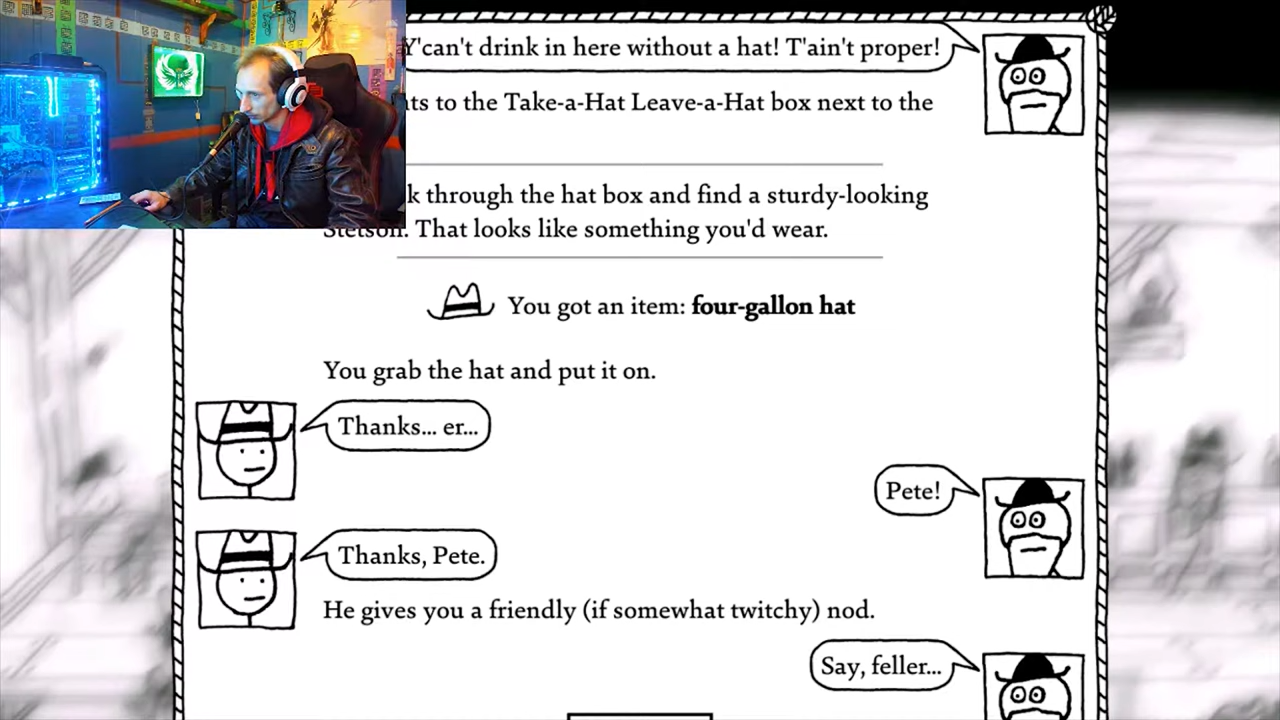 Y'can't drink in here without a hat! T'ain't proper!
to the Take-a-Hat Leave-a-Hat box next to the
through the hat box and find a sturdy-looking
Stetson. That looks like something you'd wear.
You got an item: four-gallon hat
You grab the hat and put it on.
Thanks... er...
Pete!
Thanks, Pete.
He gives you a friendly (if somewhat twitchy) nod.
Say, feller...